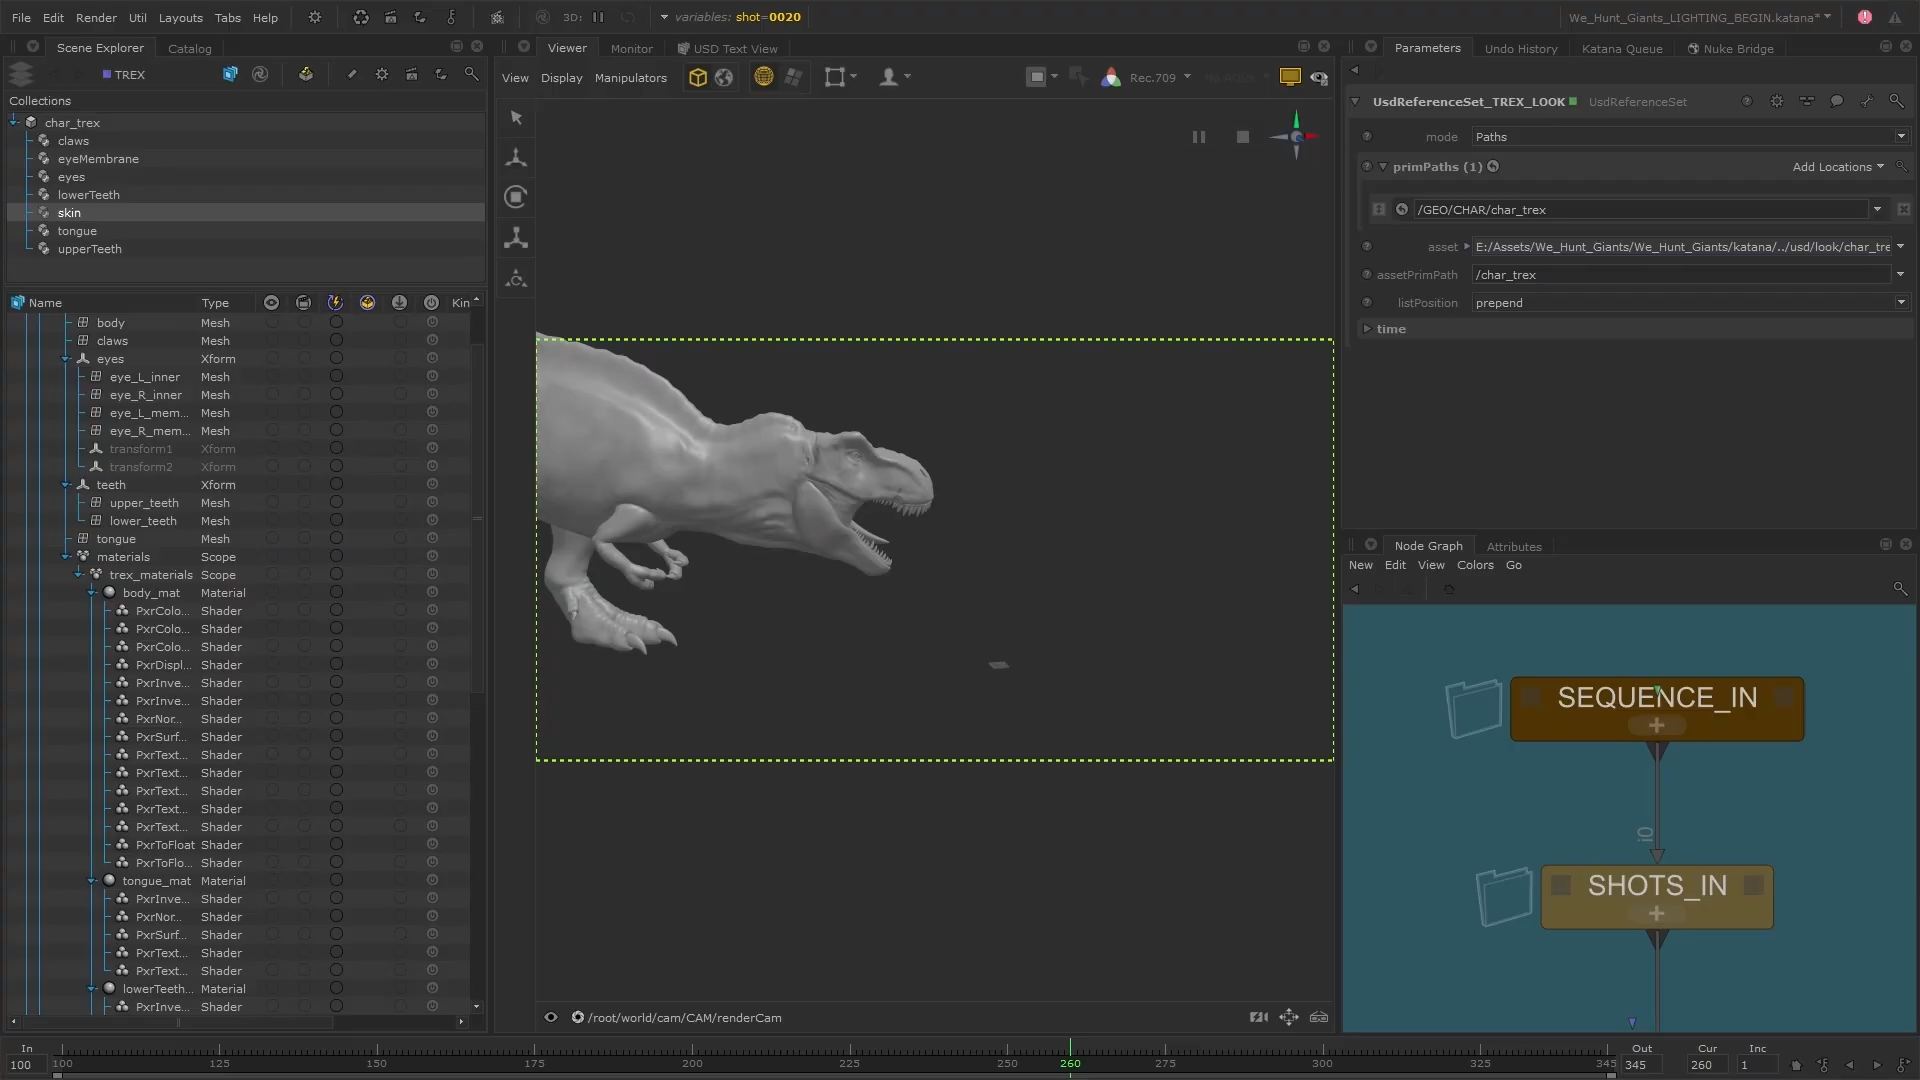 File Edit Render Util Layouts Tabs Help
3D:
variables: shot=0020
We_Hunt_Giants_LIGHTING_BEGIN.katana*
Scene Explorer Catalog
TREX
Collections
char_trex
claws
eyeMembrane
eyes
lowerTeeth
skin
tongue
upperTeeth
Name Type Kin
body Mesh
claws Mesh
eyes Xform
eye_L_inner Mesh
eye_R_inner Mesh
eye_L_mem... Mesh
eye_R_mem... Mesh
transform1 Xform
transform2 Xform
teeth Xform
upper_teeth Mesh
lower_teeth Mesh
tongue Mesh
materials Scope
trex_materials Scope
body_mat Material
PxrColo... Shader
PxrColo... Shader
PxrColo... Shader
PxrDispl... Shader
PxrInve... Shader
PxrInve... Shader
PxrNor... Shader
PxrSurf... Shader
PxrText... Shader
PxrText... Shader
PxrText... Shader
PxrText... Shader
PxrText... Shader
PxrToFloat Shader
PxrToFlo... Shader
tongue_mat Material
PxrInve... Shader
PxrNor... Shader
PxrSurf... Shader
PxrText... Shader
PxrText... Shader
lowerTeeth... Material
PxrInve... Shader
Viewer Monitor USD Text View
View Display Manipulators
Rec.709
/root/world/cam/CAM/renderCam
Parameters Undo History Katana Queue Nuke Bridge
UsdReferenceSet_TREX_LOOK UsdReferenceSet
mode Paths
primPaths (1) Add Locations
/GEO/CHAR/char_trex
asset E:/Assets/We_Hunt_Giants/We_Hunt_Giants/katana/../usd/look/char_tre
assetPrimPath /char_trex
listPosition prepend
time
Node Graph Attributes
New Edit View Colors Go
SEQUENCE_IN
i0
SHOTS_IN
In
100
100 125 150 175 200 225 250 260 275 300 325 345
Out Cur Inc
345 260 1